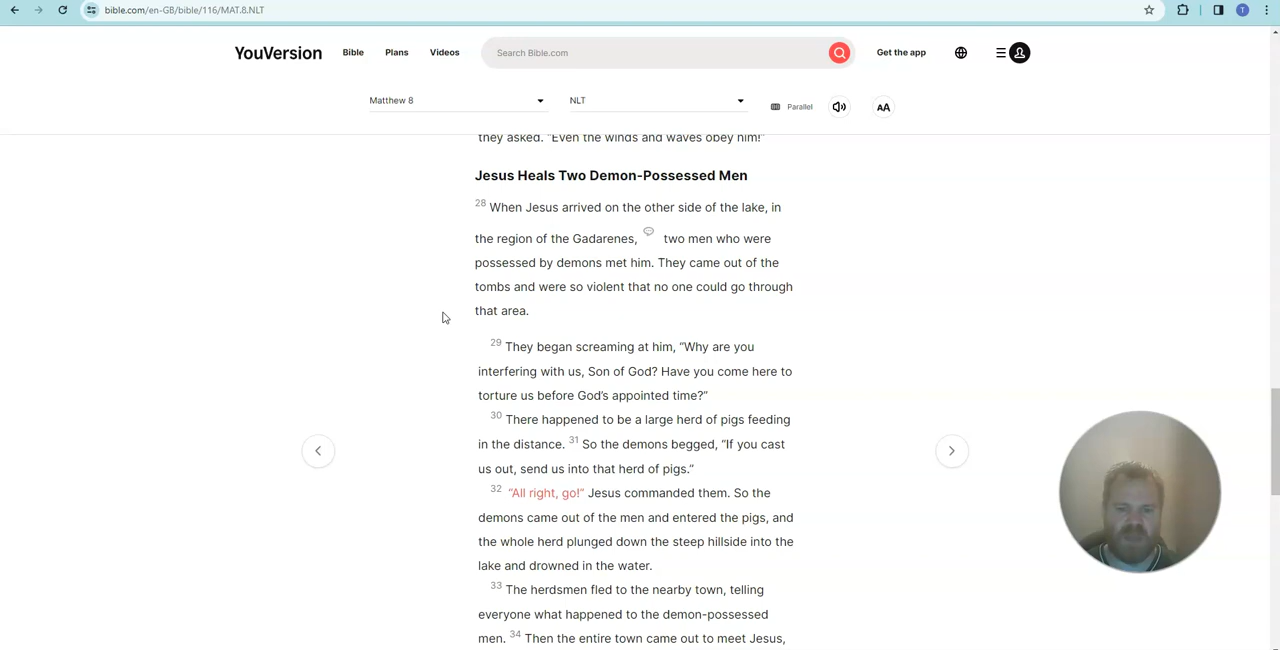 bible.com/en-GB/bible/116/MAT.8.NLT
T
YouVersion Bible Plans Videos Search Bible.com Get the app
Matthew 8 NLT Parallel AA
they asked. “Even the winds and waves obey him!”
Jesus Heals Two Demon-Possessed Men
28 When Jesus arrived on the other side of the lake, in
the region of the Gadarenes, two men who were
possessed by demons met him. They came out of the
tombs and were so violent that no one could go through
that area.
29 They began screaming at him, “Why are you
interfering with us, Son of God? Have you come here to
torture us before God’s appointed time?”
30 There happened to be a large herd of pigs feeding
in the distance. 31 So the demons begged, “If you cast
us out, send us into that herd of pigs.”
32 “All right, go!” Jesus commanded them. So the
demons came out of the men and entered the pigs, and
the whole herd plunged down the steep hillside into the
lake and drowned in the water.
33 The herdsmen fled to the nearby town, telling
everyone what happened to the demon-possessed
men. 34 Then the entire town came out to meet Jesus,